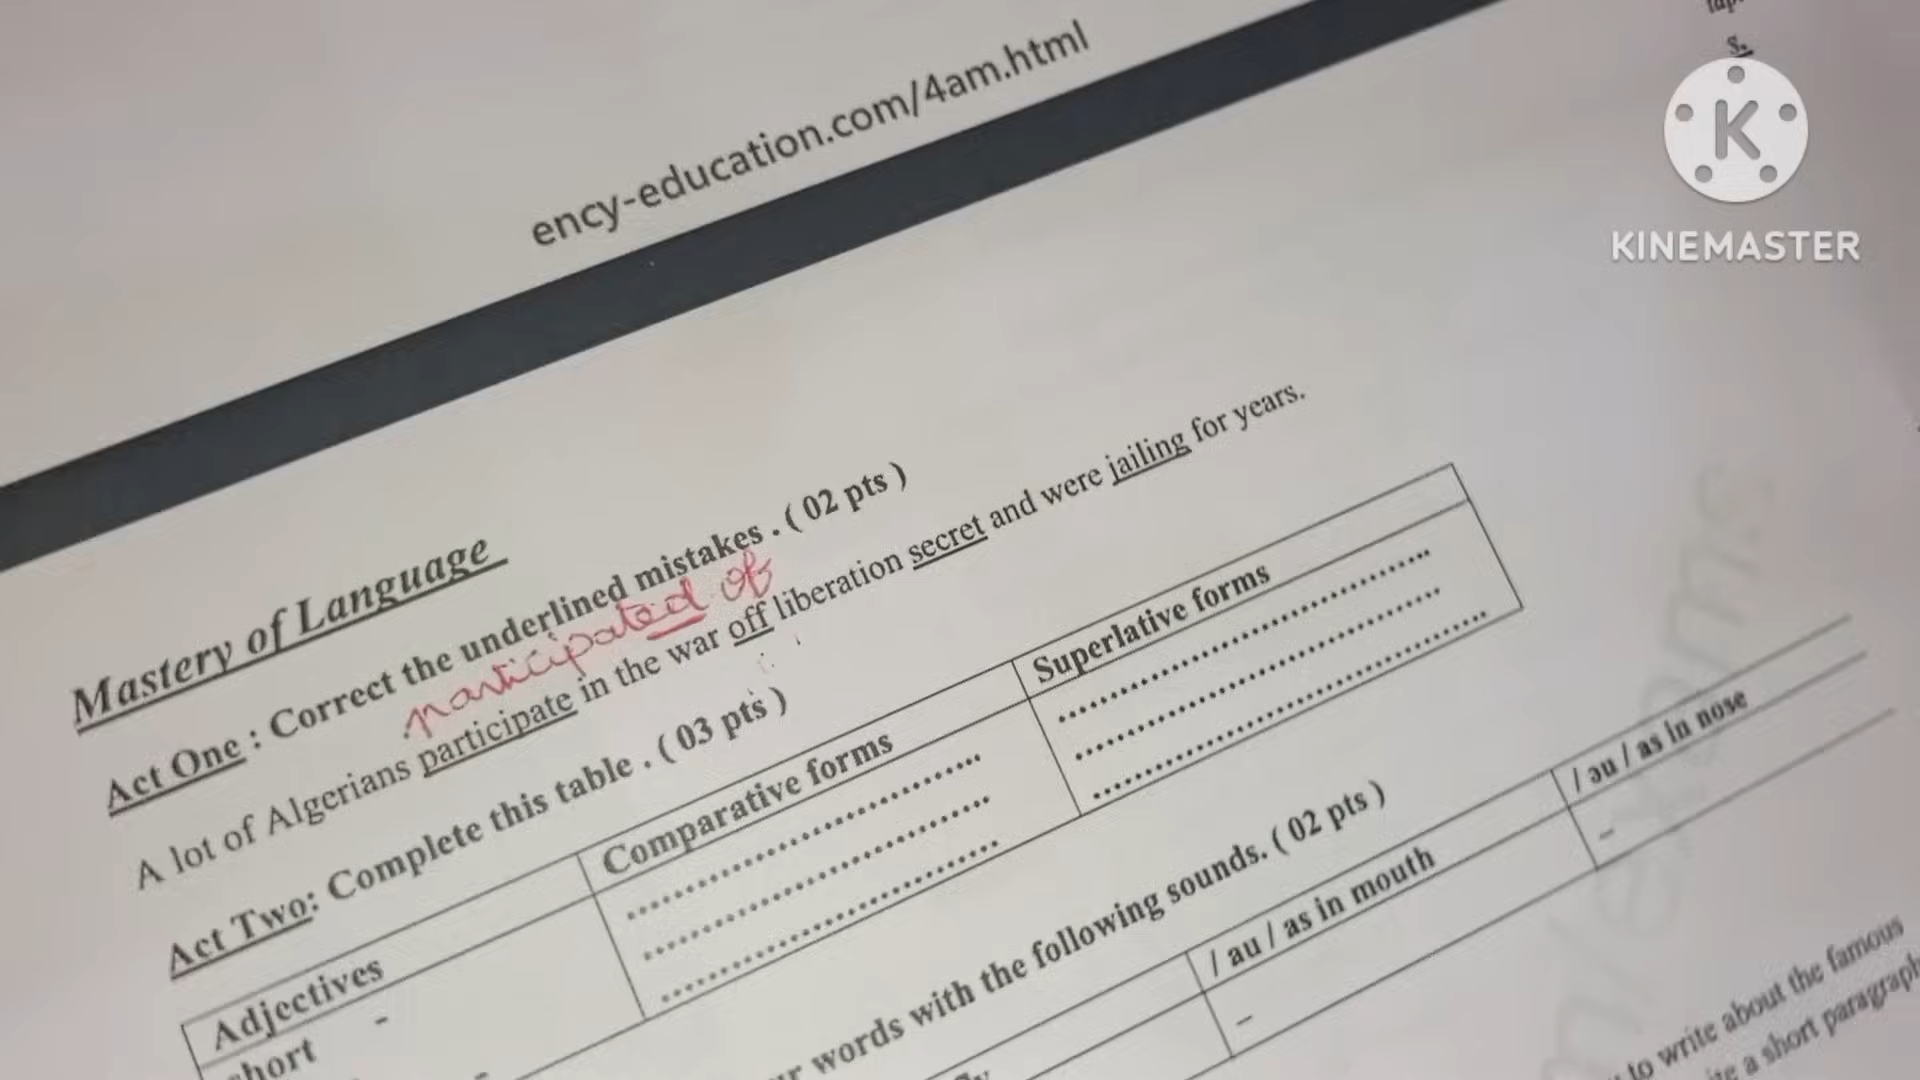 s.
K
KINEMASTER
ency-education.com/4am.html
Mastery of Language
Act One : Correct the underlined mistakes . ( 02 pts )
participated of
A lot of Algerians participate in the war off liberation secret and were jailing for years.
Act Two: Complete this table . ( 03 pts )
Adjectives Comparative forms Superlative forms
short
words with the following sounds. ( 02 pts )
/ au / as in mouth / əu / as in nose
to write about the famous
a short paragraph